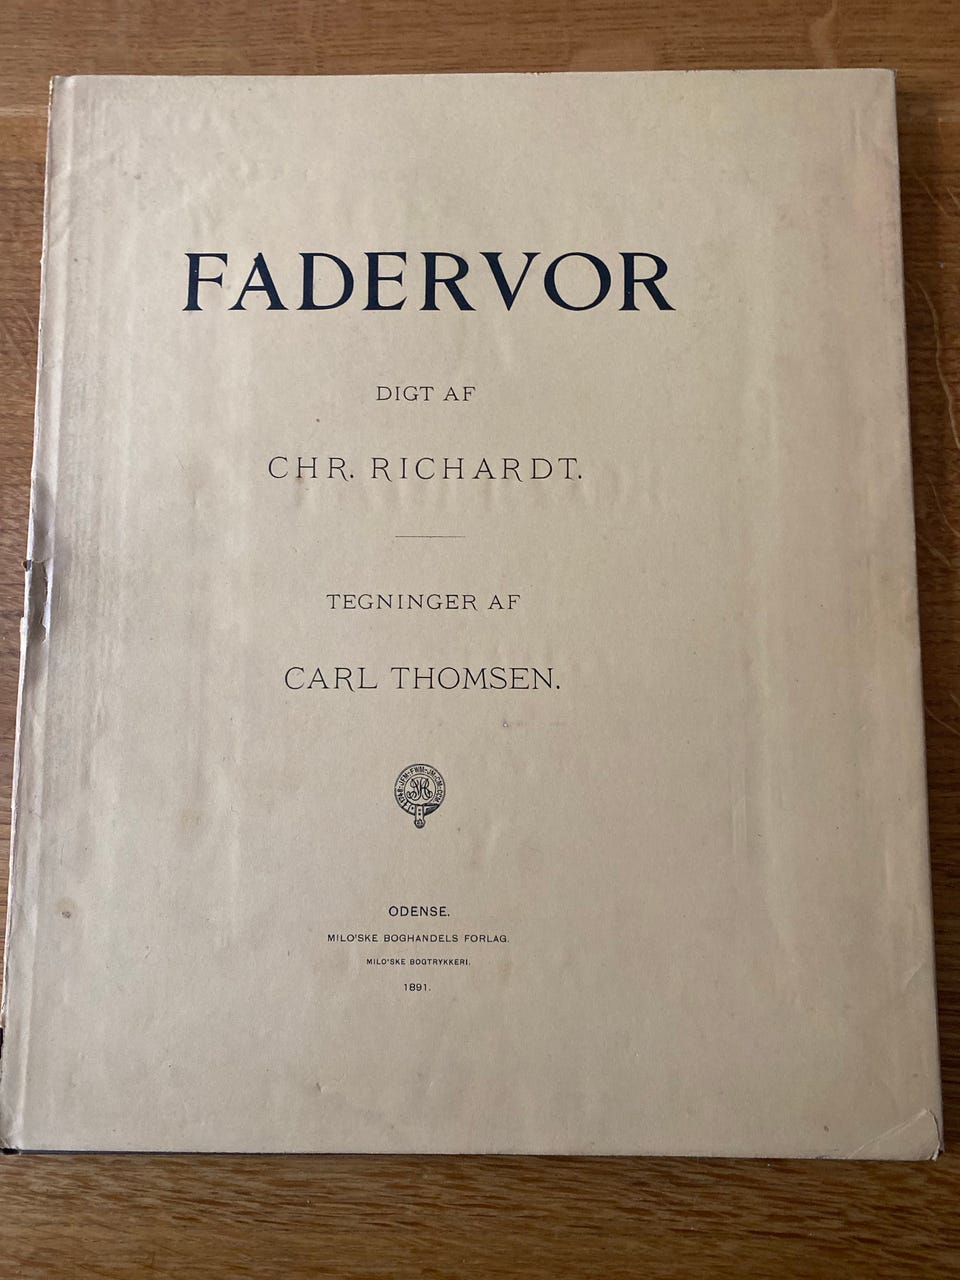 FADERVOR
DIGT AF
CHR. RICHARDT.
TEGNINGER AF
CARL THOMSEN.
ODENSE.
MILO'SKE BOGHANDELS FORLAG.
MILO'SKE BOGTRYKKERI.
1891.